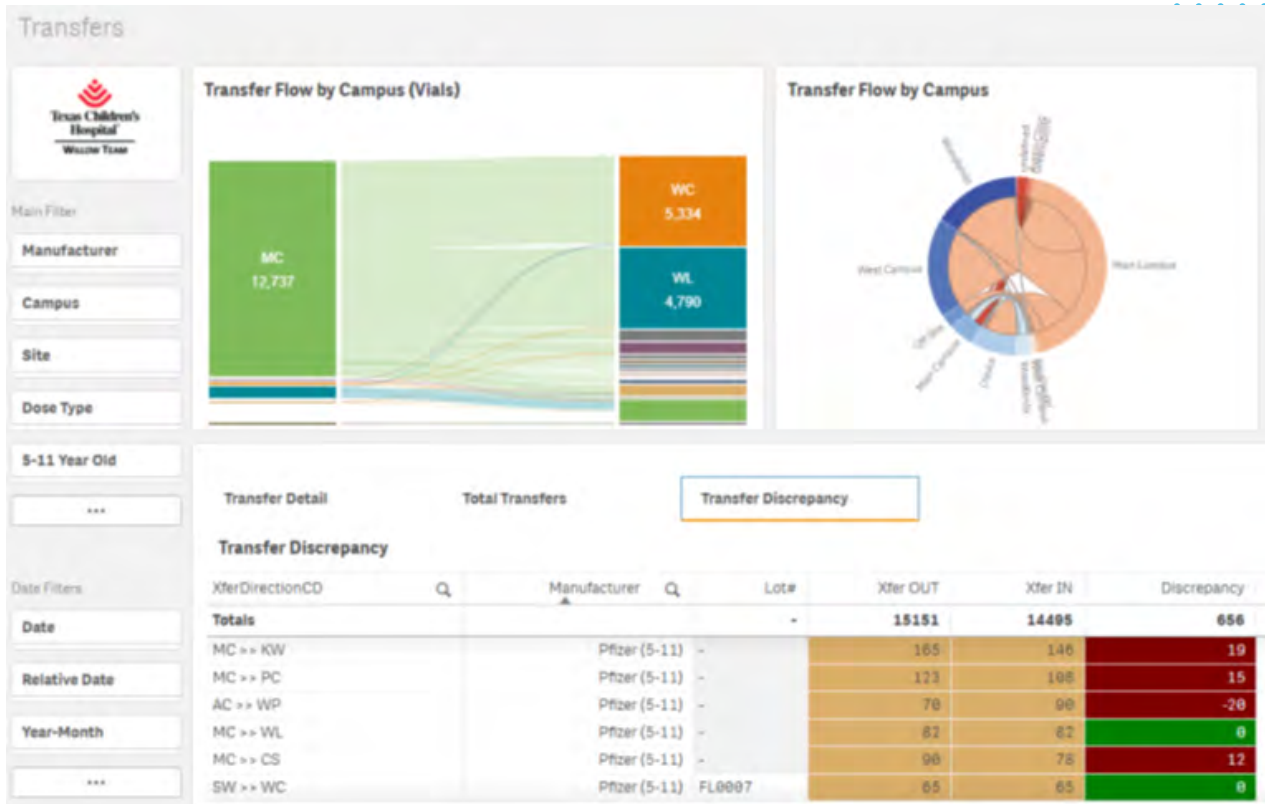 Transfers
Texas Children's
Hospital
WILLOW TEAM
Main Filter
Manufacturer
Campus
Site
Dose Type
5-11 Year Old
...
Date Filters
Date
Relative Date
Year-Month
...
Transfer Flow by Campus (Vials)
MC
12,737
WC
5,334
WL
4,790
Transfer Flow by Campus
Main Campus
West Campus
Transfer Detail Total Transfers Transfer Discrepancy
Transfer Discrepancy
XferDirectionCD Manufacturer Lot# Xfer OUT Xfer IN Discrepancy
Totals - 15151 14495 656
MC >> KW Pfizer (5-11) - 165 146 19
MC >> PC Pfizer (5-11) - 123 108 15
AC >> WP Pfizer (5-11) - 70 90 -20
MC >> WL Pfizer (5-11) - 82 82 0
MC >> CS Pfizer (5-11) - 90 78 12
SW >> WC Pfizer (5-11) FL0007 65 65 0